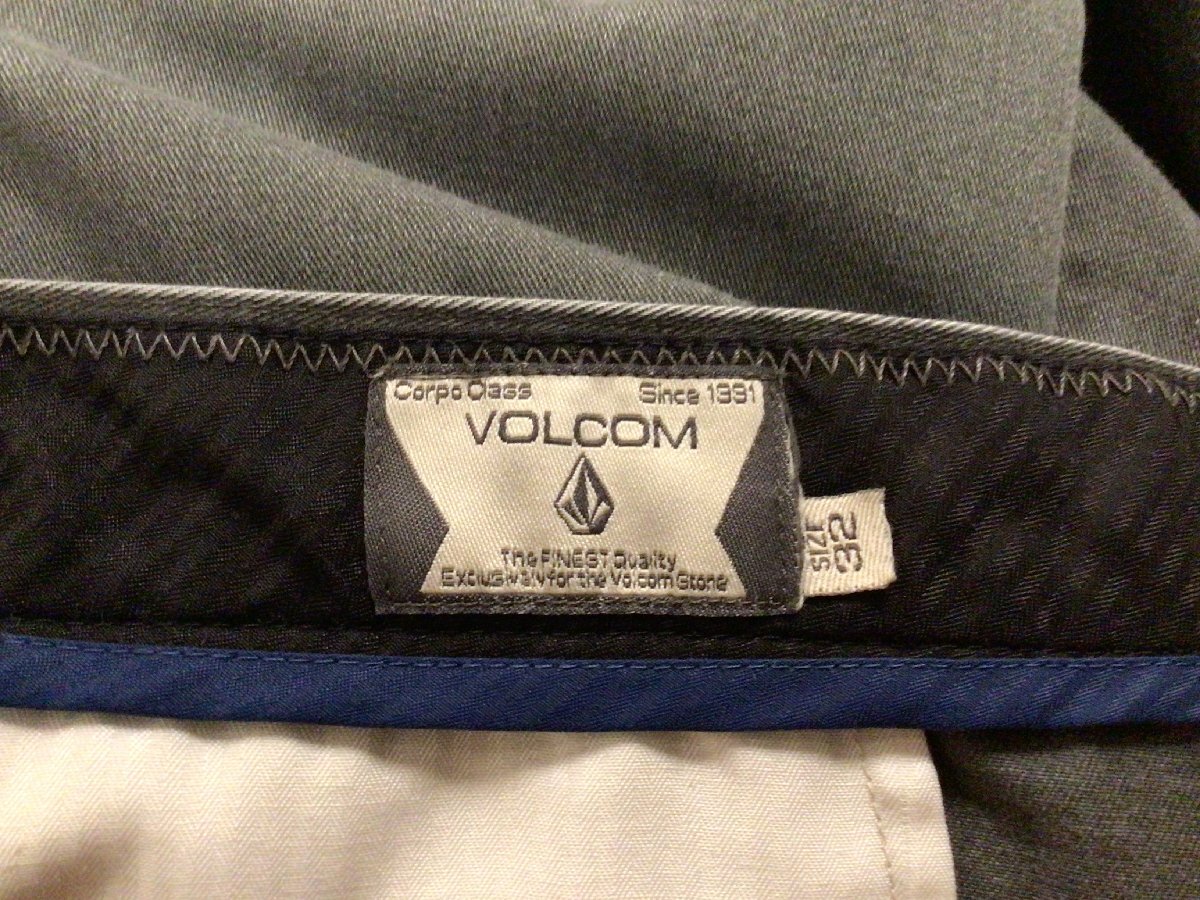 Corpo Class Since 1991
VOLCOM
The FINEST Quality
Exclusively for the Volcom Stone
SIZE
32